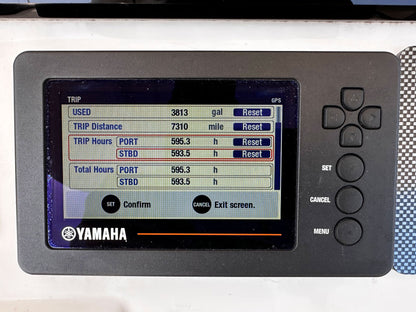 TRIP GPS
USED 3813 gal Reset
TRIP Distance 7310 mile Reset
TRIP Hours PORT 595.3 h Reset
STBD 593.5 h Reset
Total Hours PORT 595.3 h
STBD 593.5 h
SET Confirm CANCEL Exit screen.
YAMAHA
SET
CANCEL
MENU